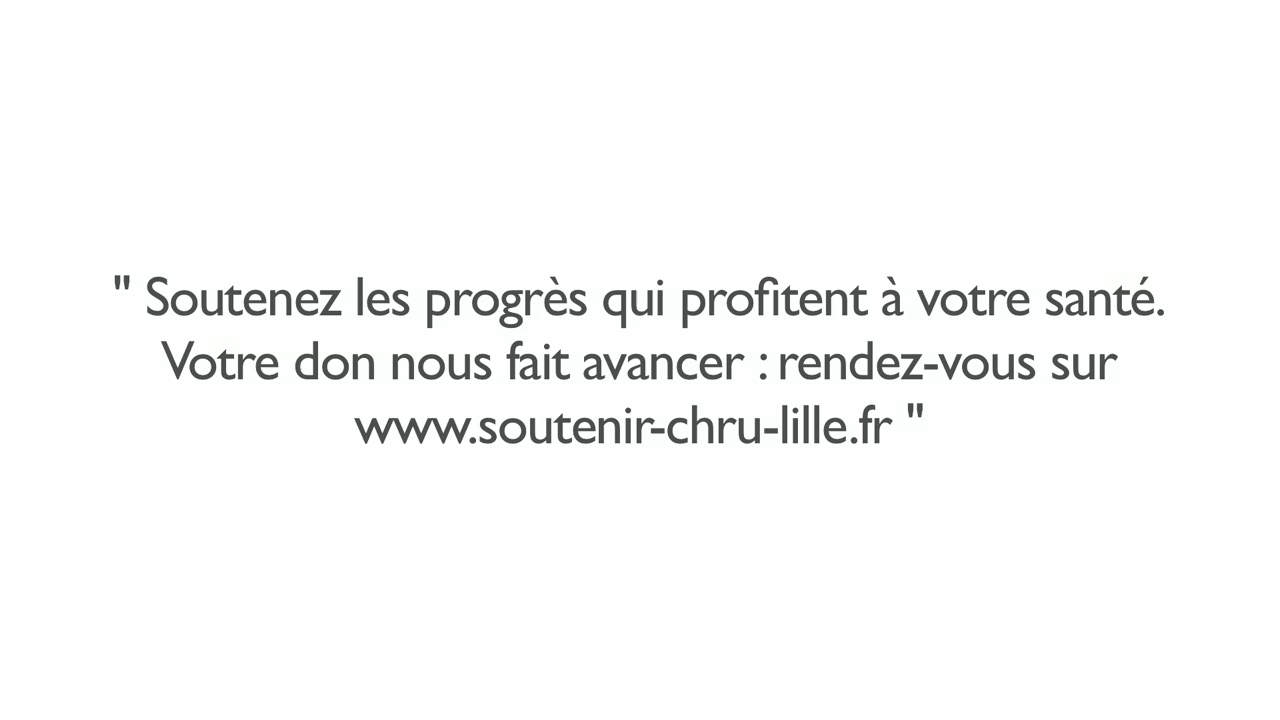 " Soutenez les progrès qui profitent à votre santé.
Votre don nous fait avancer : rendez-vous sur
www.soutenir-chru-lille.fr "